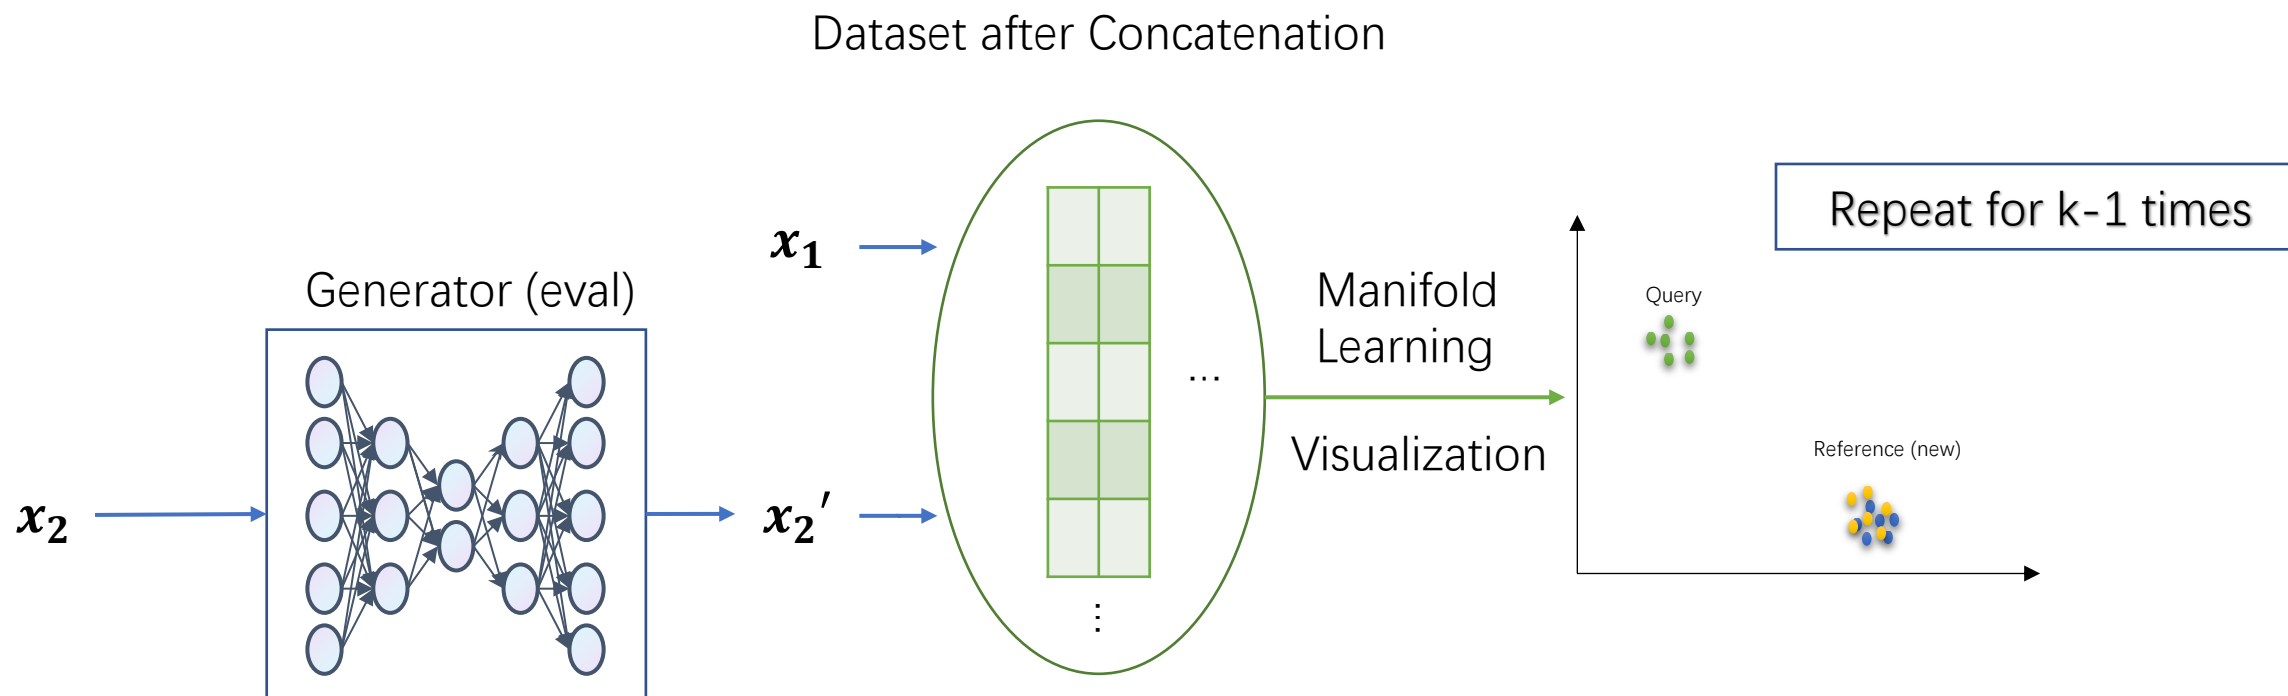 Dataset after Concatenation
Repeat for k-1 times
x₁
Generator (eval)
Manifold
Learning
Query
...
Visualization
Reference (new)
x₂
x₂′
⋮